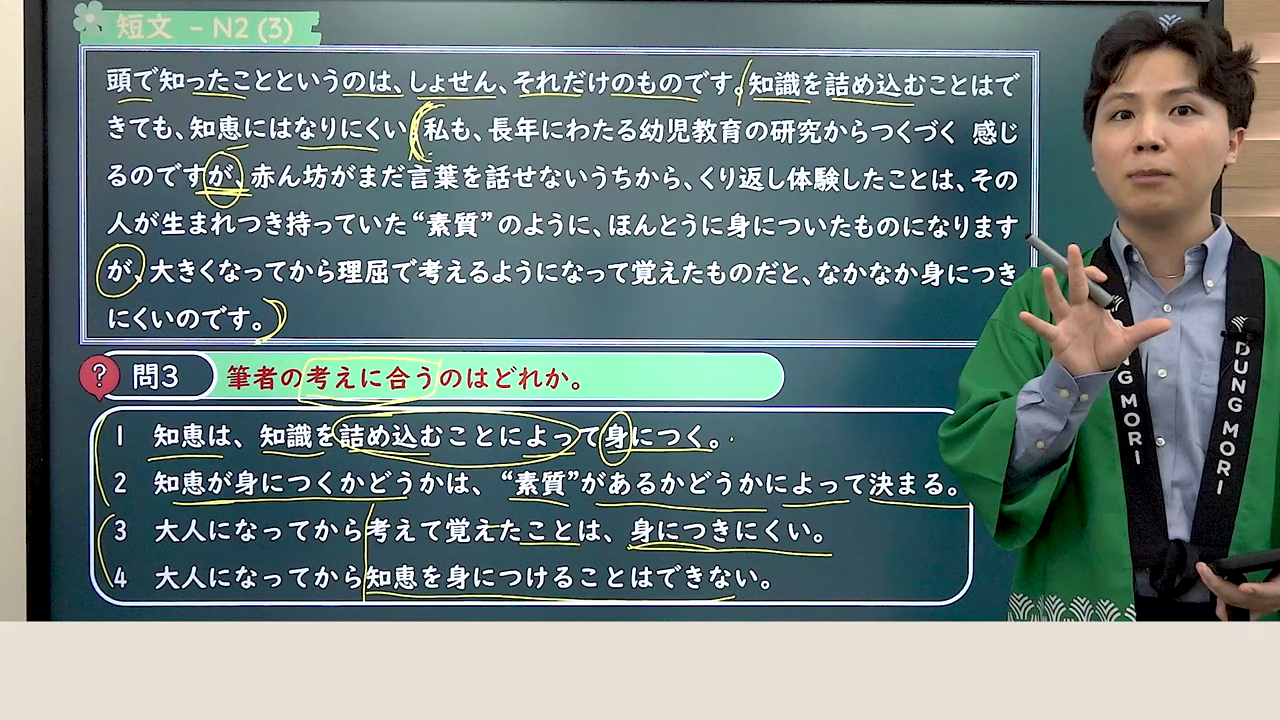 短文 - N2 (3)
頭で知ったことというのは、しょせん、それだけのものです。知識を詰め込むことはで
きても、知恵にはなりにくい。私も、長年にわたる幼児教育の研究からつくづく 感じ
るのですが、赤ん坊がまだ言葉を話せないうちから、くり返し体験したことは、その
人が生まれつき持っていた“素質”のように、ほんとうに身についたものになります
が、大きくなってから理屈で考えるようになって覚えたものだと、なかなか身につき
にくいのです。
? 問3 筆者の考えに合うのはどれか。
1 知恵は、知識を詰め込むことによって身につく。
2 知恵が身につくかどうかは、“素質”があるかどうかによって決まる。
3 大人になってから考えて覚えたことは、身につきにくい。
4 大人になってから知恵を身につけることはできない。
NG MORI
DUNG MORI